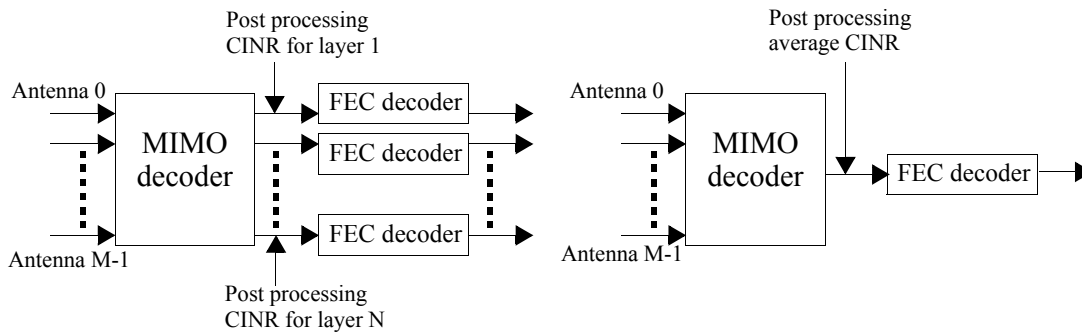 Post processing
CINR for layer 1
Antenna 0
MIMO
decoder
FEC decoder
FEC decoder
FEC decoder
Antenna M-1
Post processing
CINR for layer N
Post processing
average CINR
Antenna 0
MIMO
decoder
FEC decoder
Antenna M-1